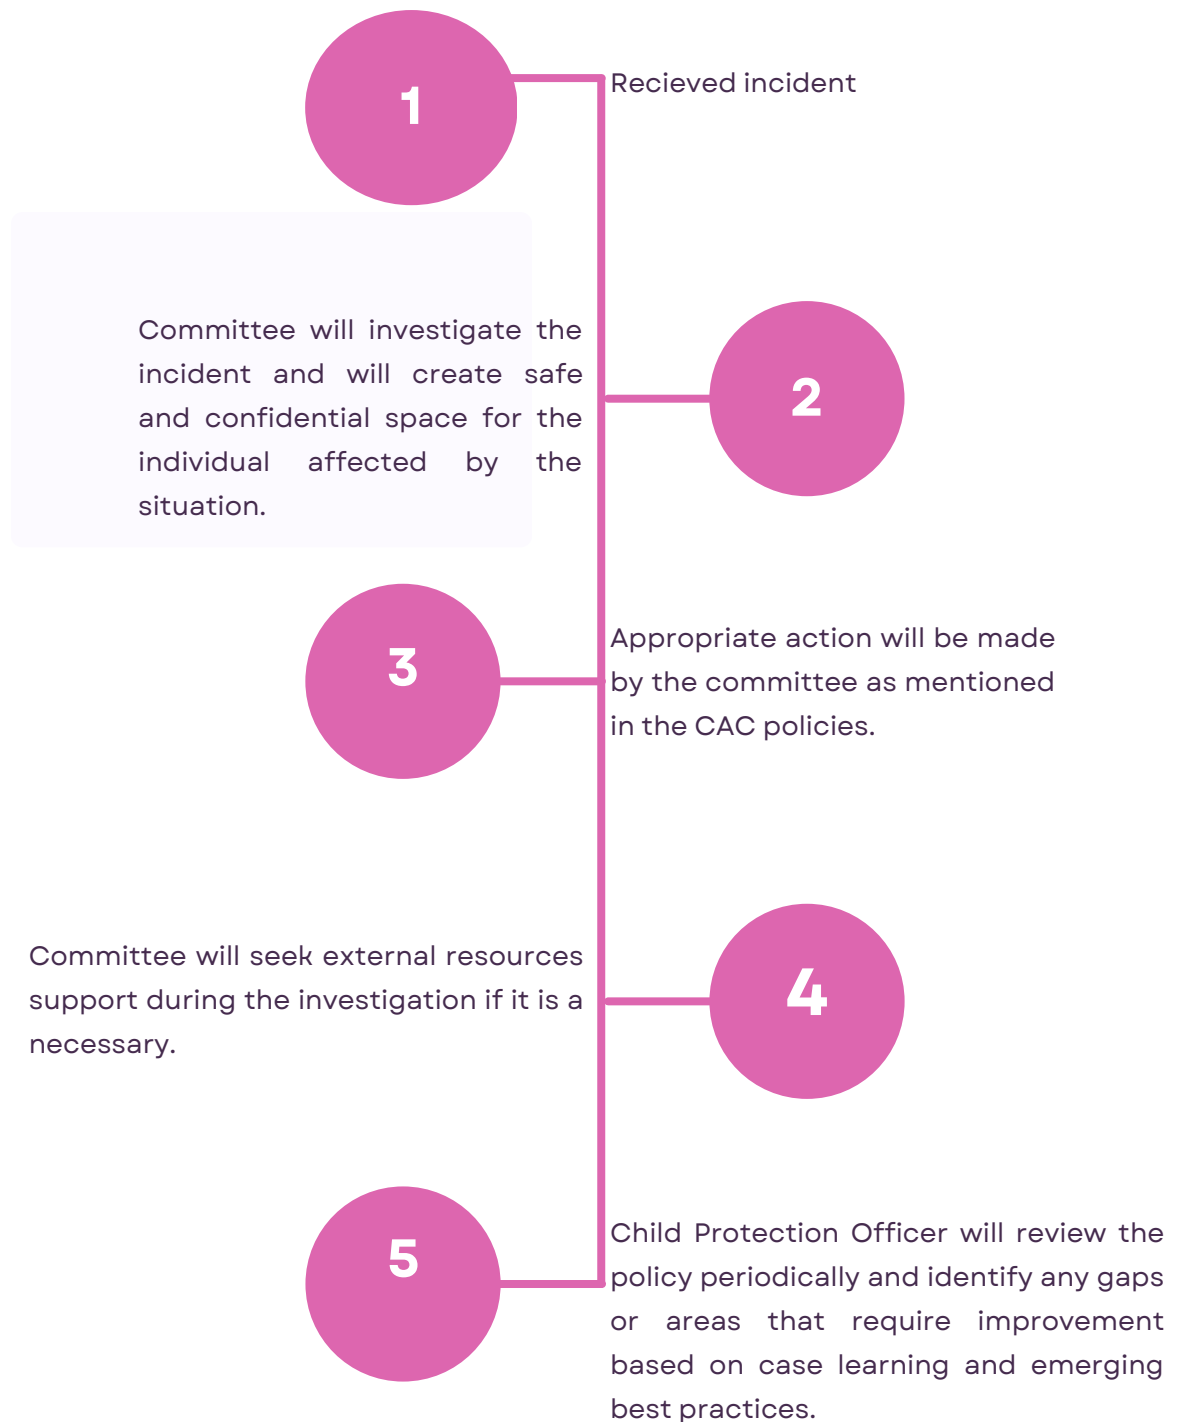 1
Recieved incident
2
Committee will investigate the
incident and will create safe
and confidential space for the
individual affected by the
situation.
3
Appropriate action will be made
by the committee as mentioned
in the CAC policies.
4
Committee will seek external resources
support during the investigation if it is a
necessary.
5
Child Protection Officer will review the
policy periodically and identify any gaps
or areas that require improvement
based on case learning and emerging
best practices.